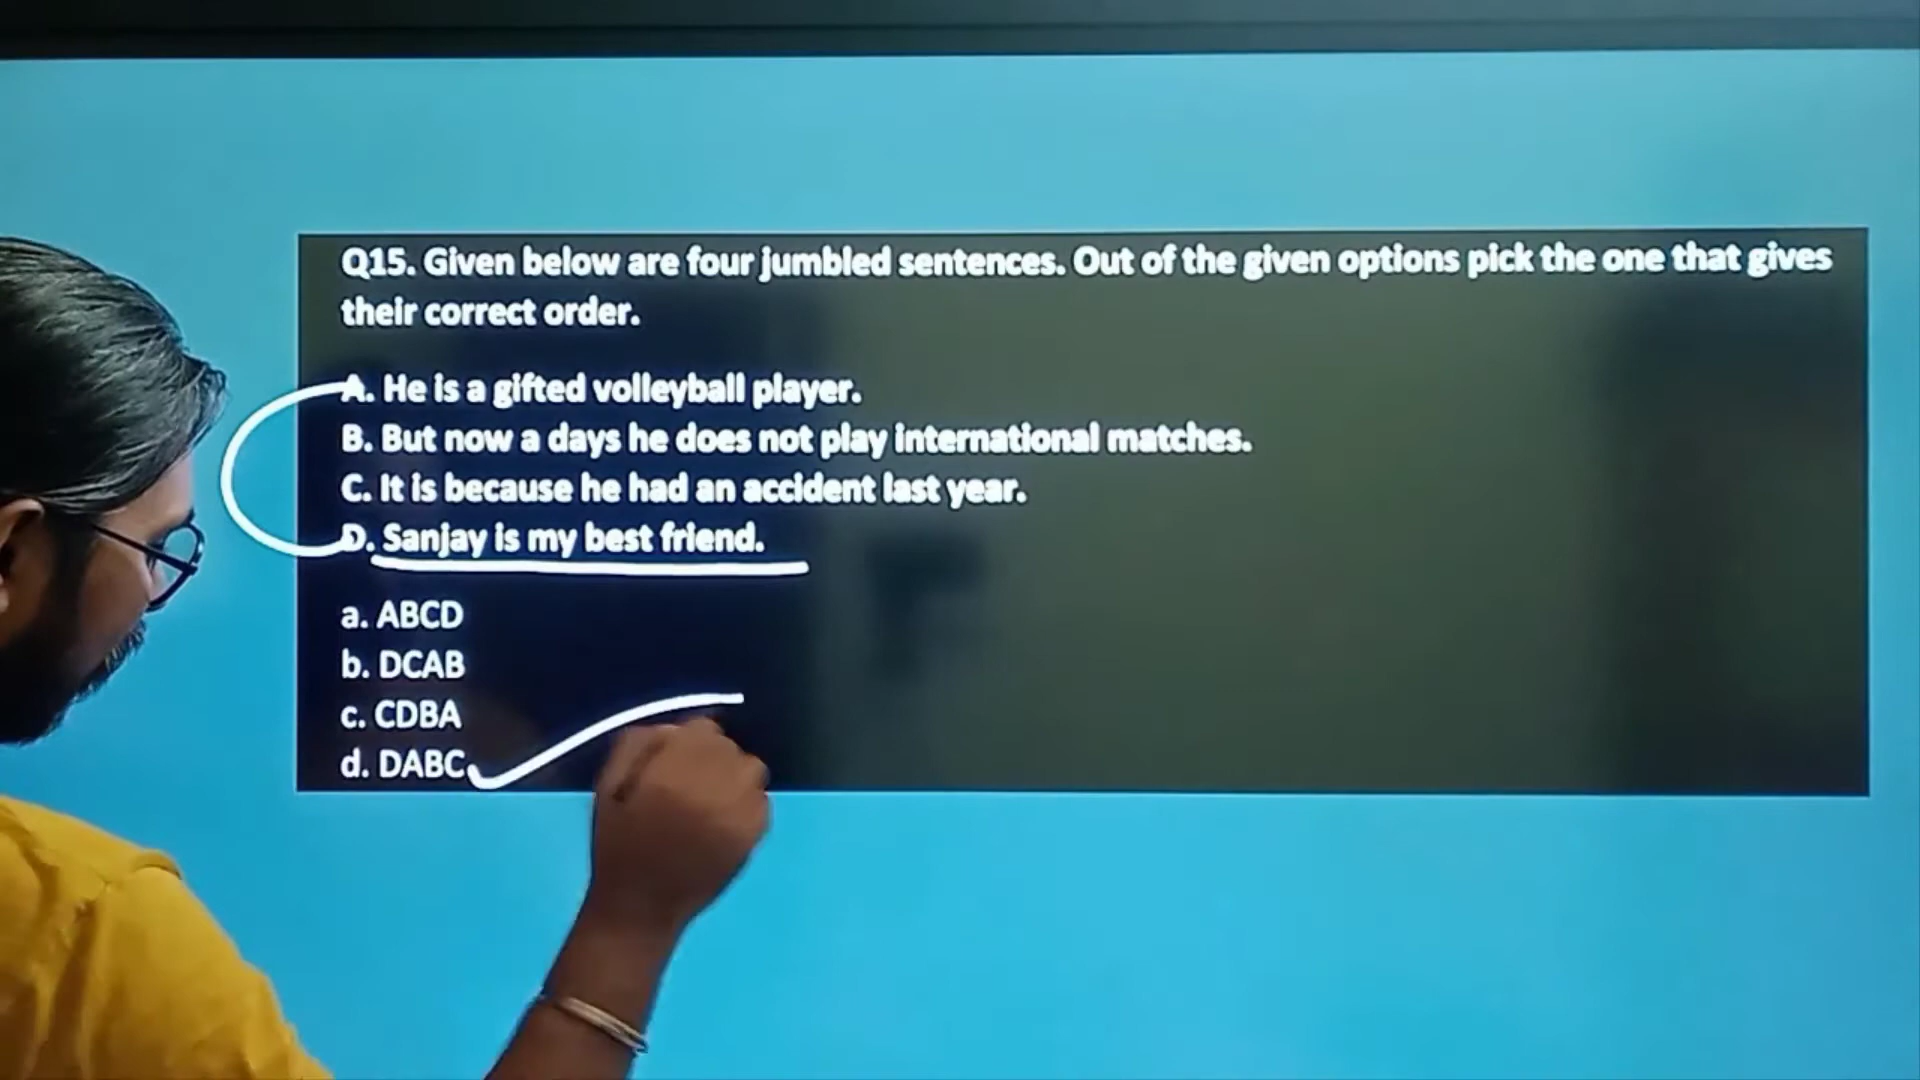 Q15. Given below are four jumbled sentences. Out of the given options pick the one that gives
their correct order.
A. He is a gifted volleyball player.
B. But now a days he does not play international matches.
C. It is because he had an accident last year.
D. Sanjay is my best friend.
a. ABCD
b. DCAB
c. CDBA
d. DABC